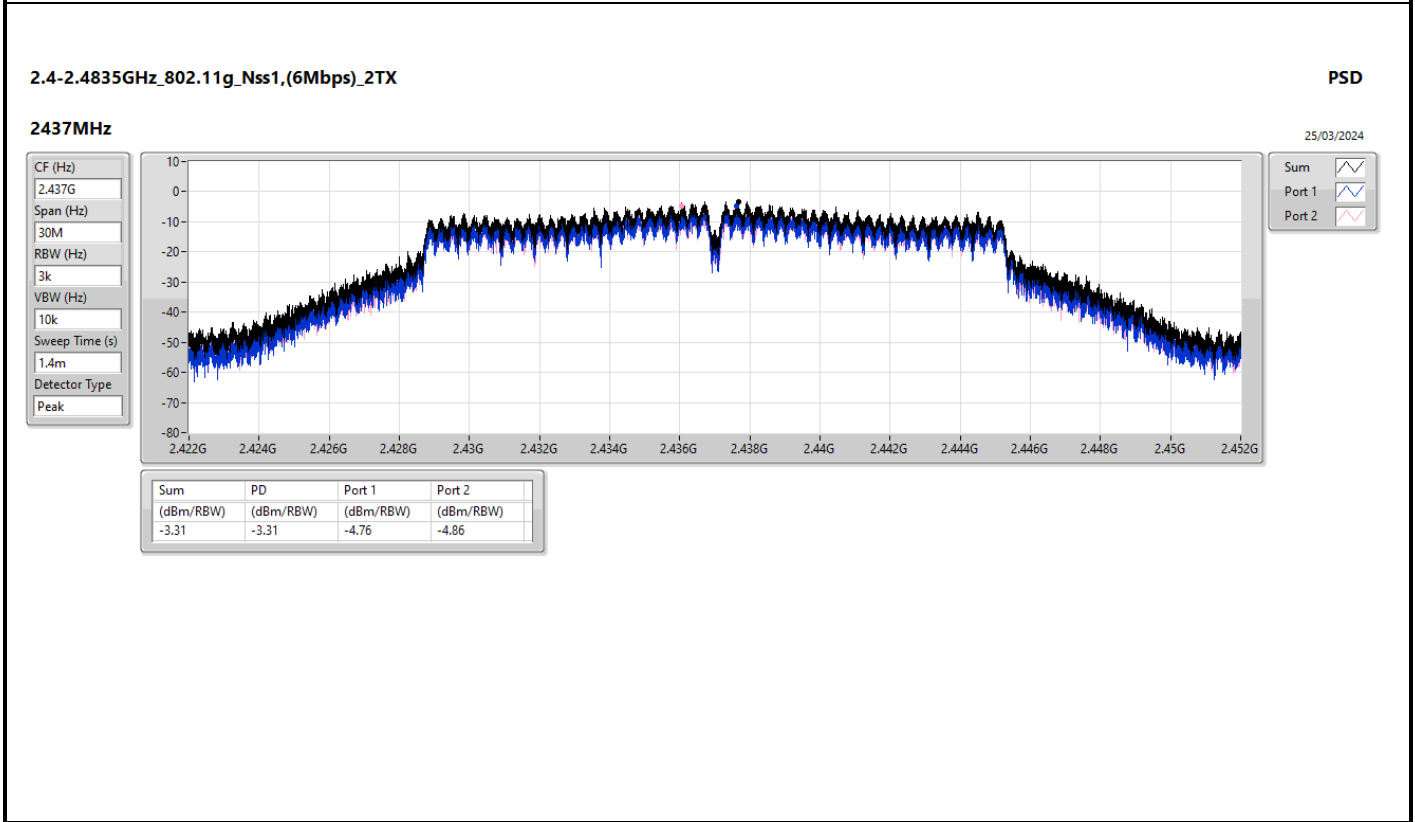 2.4-2.4835GHz_802.11g_Nss1,(6Mbps)_2TX
PSD
2437MHz
25/03/2024
CF (Hz)
2.437G
Span (Hz)
30M
RBW (Hz)
3k
VBW (Hz)
10k
Sweep Time (s)
1.4m
Detector Type
Peak
10
0
-10
-20
-30
-40
-50
-60
-70
-80
2.422G 2.424G 2.426G 2.428G 2.43G 2.432G 2.434G 2.436G 2.438G 2.44G 2.442G 2.444G 2.446G 2.448G 2.45G 2.452G
Sum
Port 1
Port 2
Sum PD Port 1 Port 2
(dBm/RBW) (dBm/RBW) (dBm/RBW) (dBm/RBW)
-3.31 -3.31 -4.76 -4.86